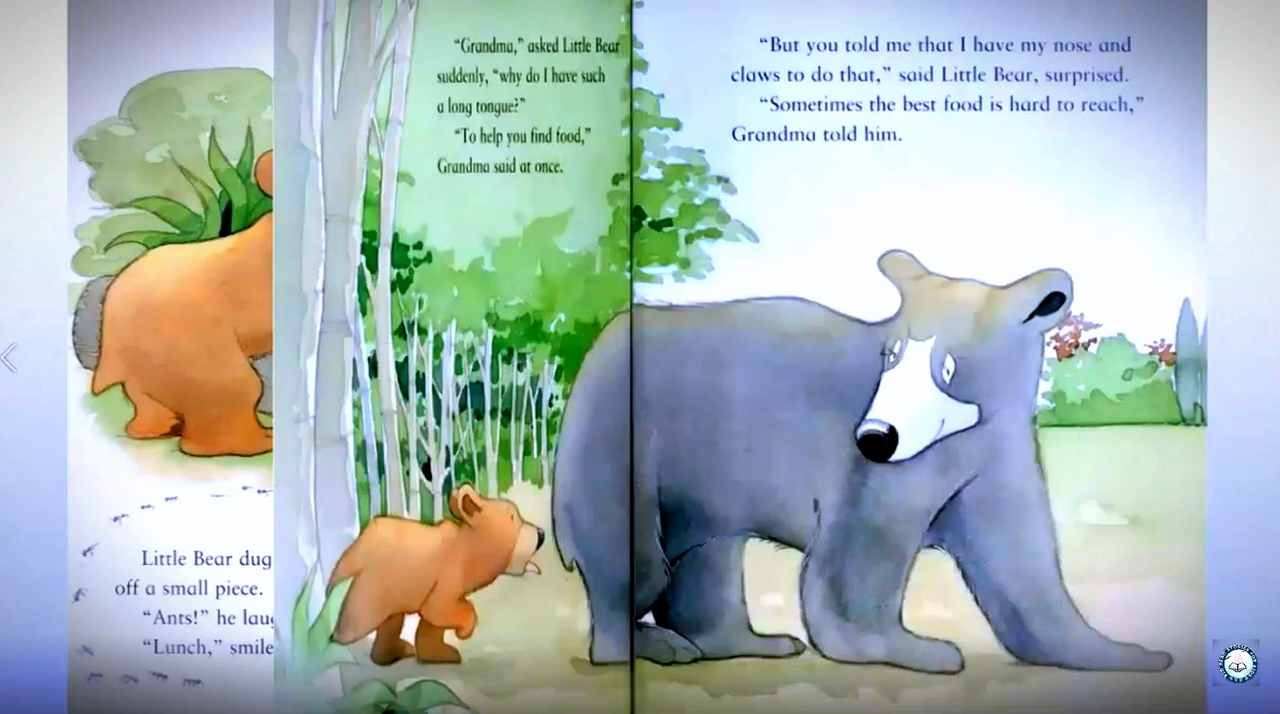 “Grandma,” asked Little Bear
suddenly, “why do I have such
a long tongue?”
“To help you find food,”
Grandma said at once.
“But you told me that I have my nose and
claws to do that,” said Little Bear, surprised.
“Sometimes the best food is hard to reach,”
Grandma told him.
Little Bear dug
off a small piece.
“Ants!” he
“Lunch,” smile